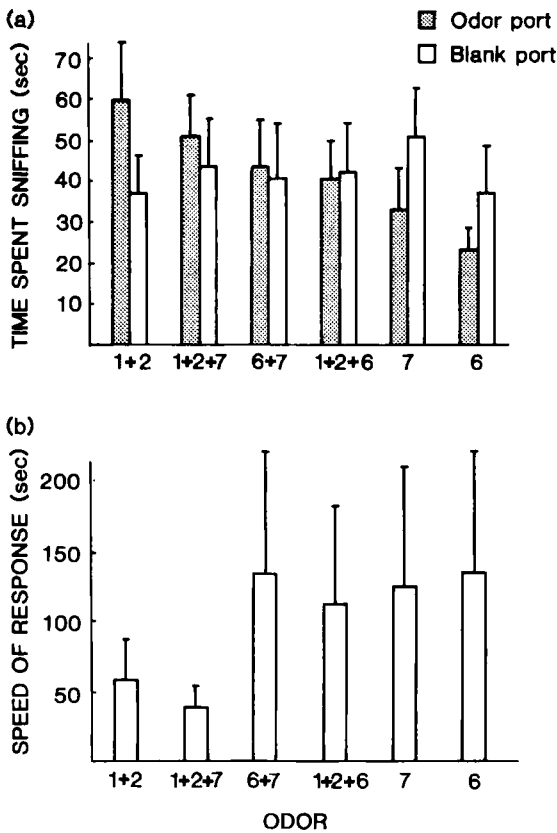 (a)
Odor port
Blank port
TIME SPENT SNIFFING (sec)
70
60
50
40
30
20
10
1+2 1+2+7 6+7 1+2+6 7 6
(b)
SPEED OF RESPONSE (sec)
200
150
100
50
1+2 1+2+7 6+7 1+2+6 7 6
ODOR